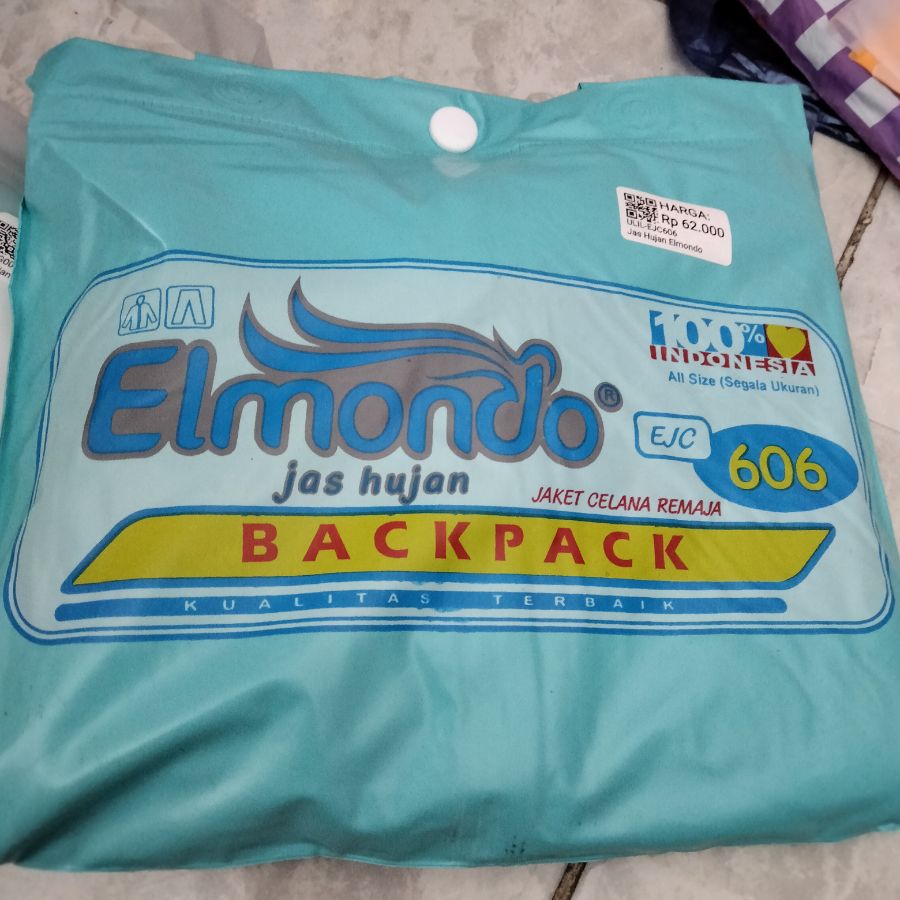 HARGA:
Rp 62.000
ULIL-EJC606
Jas Hujan Elmondo
100%
INDONESIA
All Size (Segala Ukuran)
Elmondo®
jas hujan
EJC
606
JAKET CELANA REMAJA
BACKPACK
KUALITAS TERBAIK